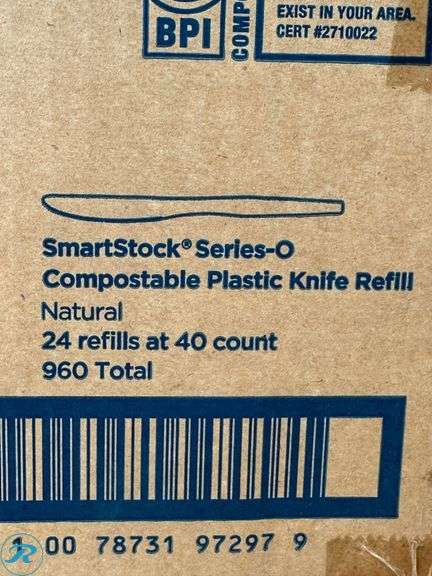 EXIST IN YOUR AREA.
CERT #2710022
BPI
COMP
SmartStock® Series-O
Compostable Plastic Knife Refill
Natural
24 refills at 40 count
960 Total
1 00 78731 97297 9
R